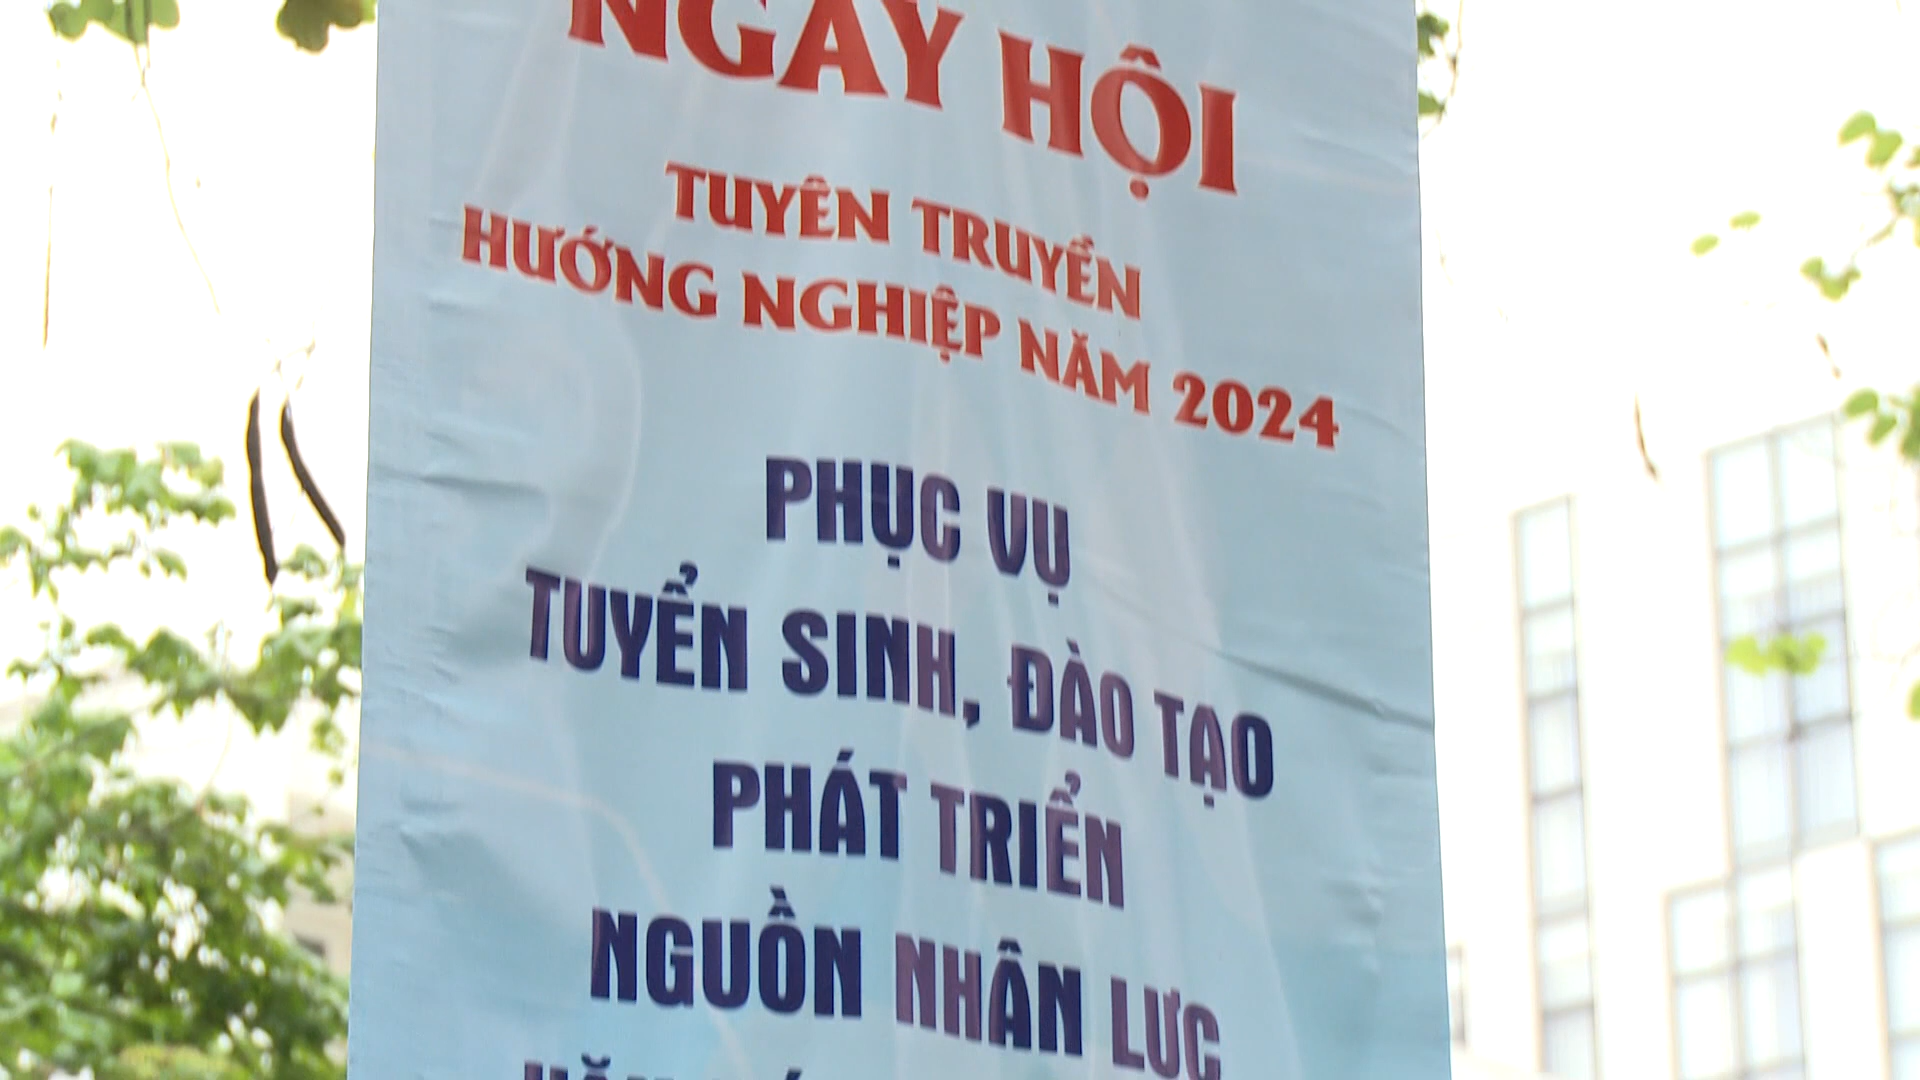 NGÀY HỘI
TUYÊN TRUYỀN
HƯỚNG NGHIỆP NĂM 2024
PHỤC VỤ
TUYỂN SINH, ĐÀO TẠO
PHÁT TRIỂN
NGUỒN NHÂN LỰC